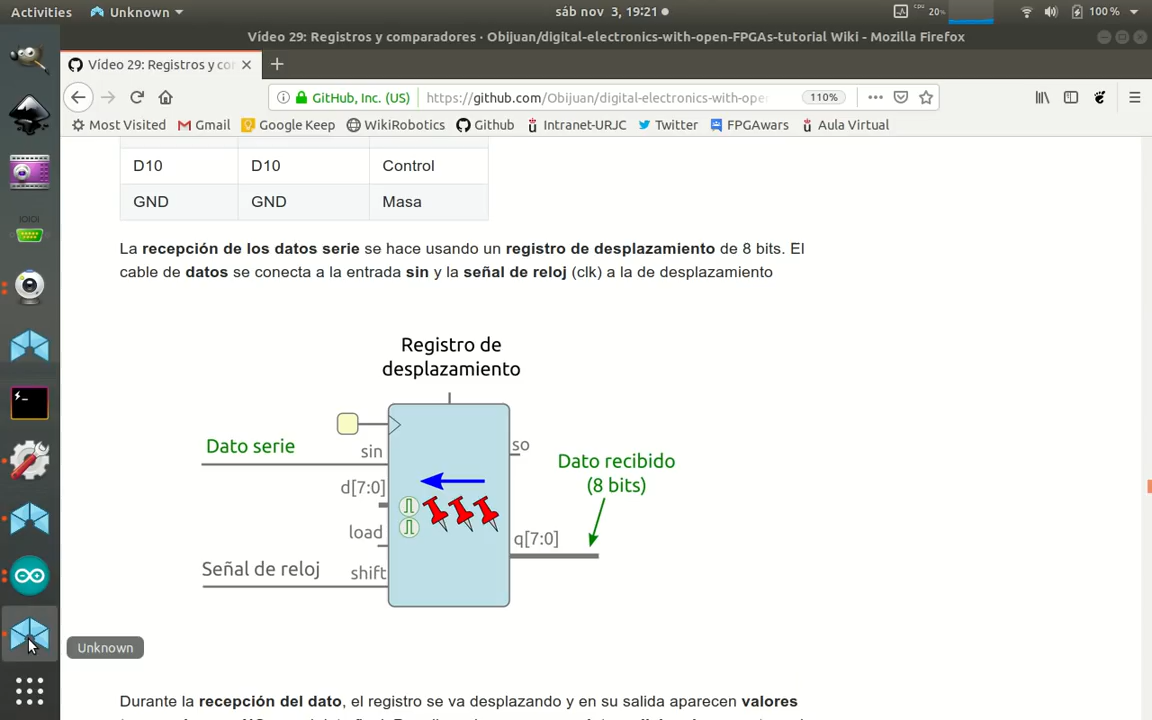 Activities
Unknown
sáb nov 3, 19:21
cpu
20%
100 %
Vídeo 29: Registros y comparadores · Obijuan/digital-electronics-with-open-FPGAs-tutorial Wiki - Mozilla Firefox
Vídeo 29: Registros y cor
GitHub, Inc. (US)
https://github.com/Obijuan/digital-electronics-with-ope
110%
Most Visited
Gmail
Google Keep
WikiRobotics
Github
Intranet-URJC
Twitter
FPGAwars
Aula Virtual
D10 D10 Control
GND GND Masa
La recepción de los datos serie se hace usando un registro de desplazamiento de 8 bits. El
cable de datos se conecta a la entrada sin y la señal de reloj (clk) a la de desplazamiento
Registro de
desplazamiento
Dato serie
sin
so
d[7:0]
Dato recibido
(8 bits)
load
q[7:0]
Señal de reloj
shift
Unknown
Durante la recepción del dato, el registro se va desplazando y en su salida aparecen valores